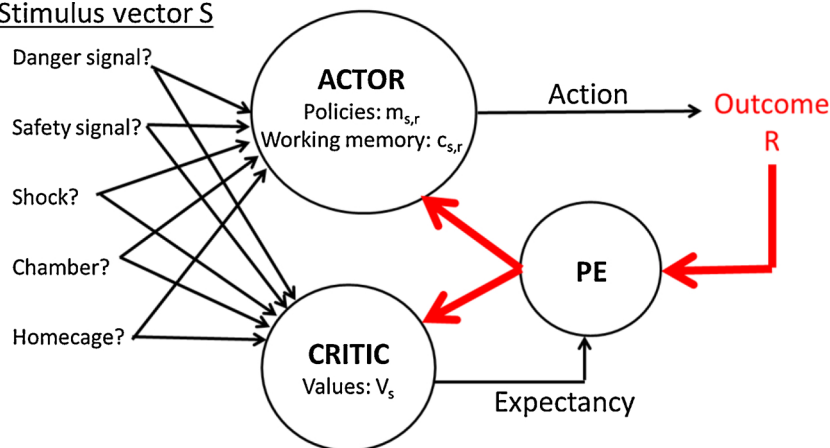 Stimulus vector S
Danger signal?
Safety signal?
Shock?
Chamber?
Homecage?
ACTOR
Policies: ms,r
Working memory: cs,r
Action
Outcome
R
PE
CRITIC
Values: Vs
Expectancy